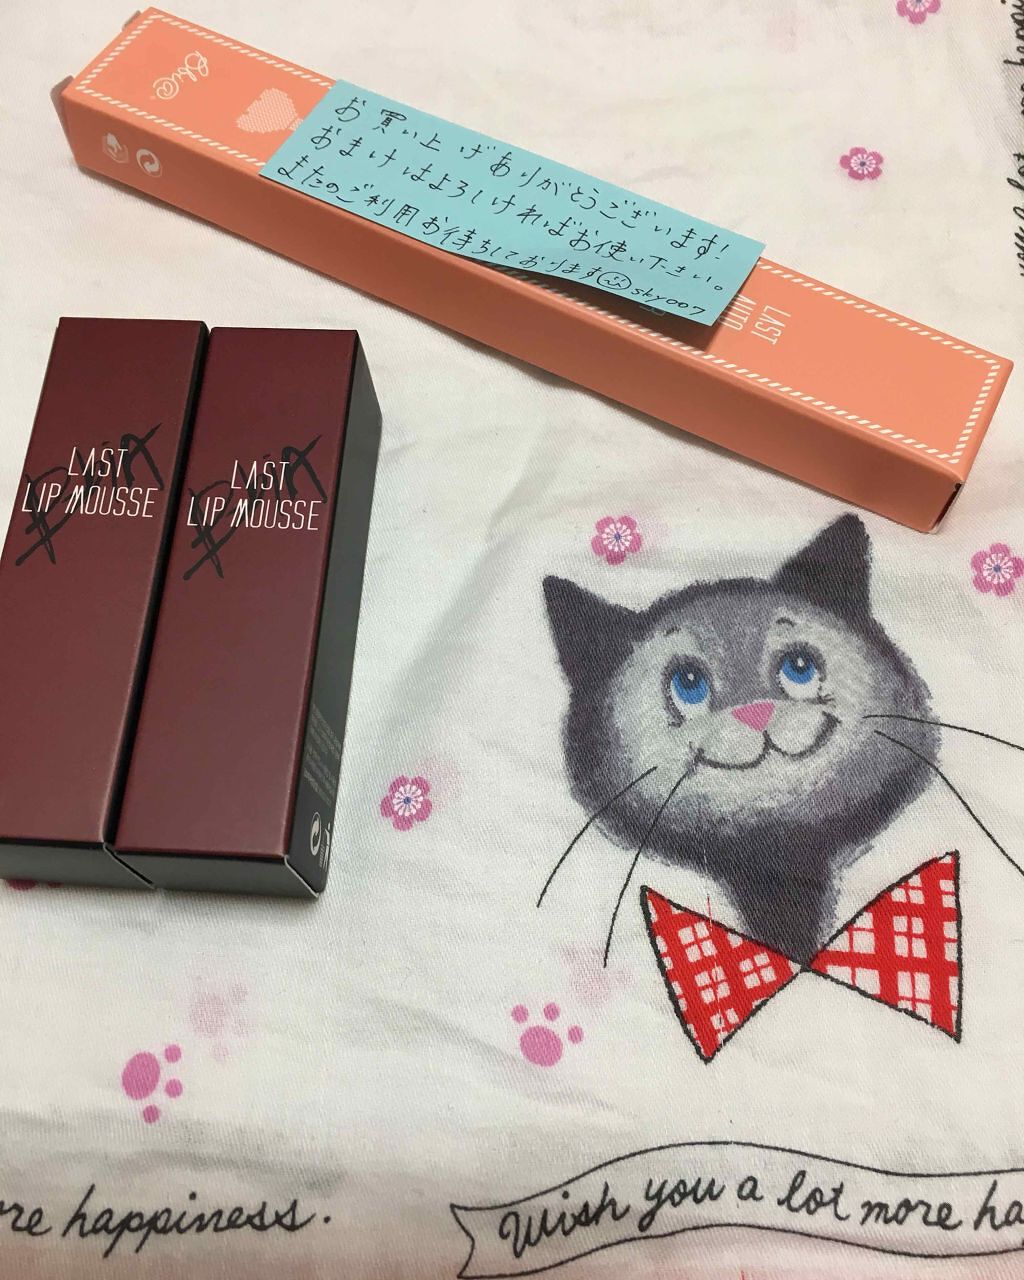 お買い上げありがとうございます!
おまけはよろしければお使い下さい。
またのご利用お待ちしております sky007
LAST
AUTO
LAST
LIP MOUSSE
LAST
LIP MOUSSE
re happiness.
Wish you a lot more ha